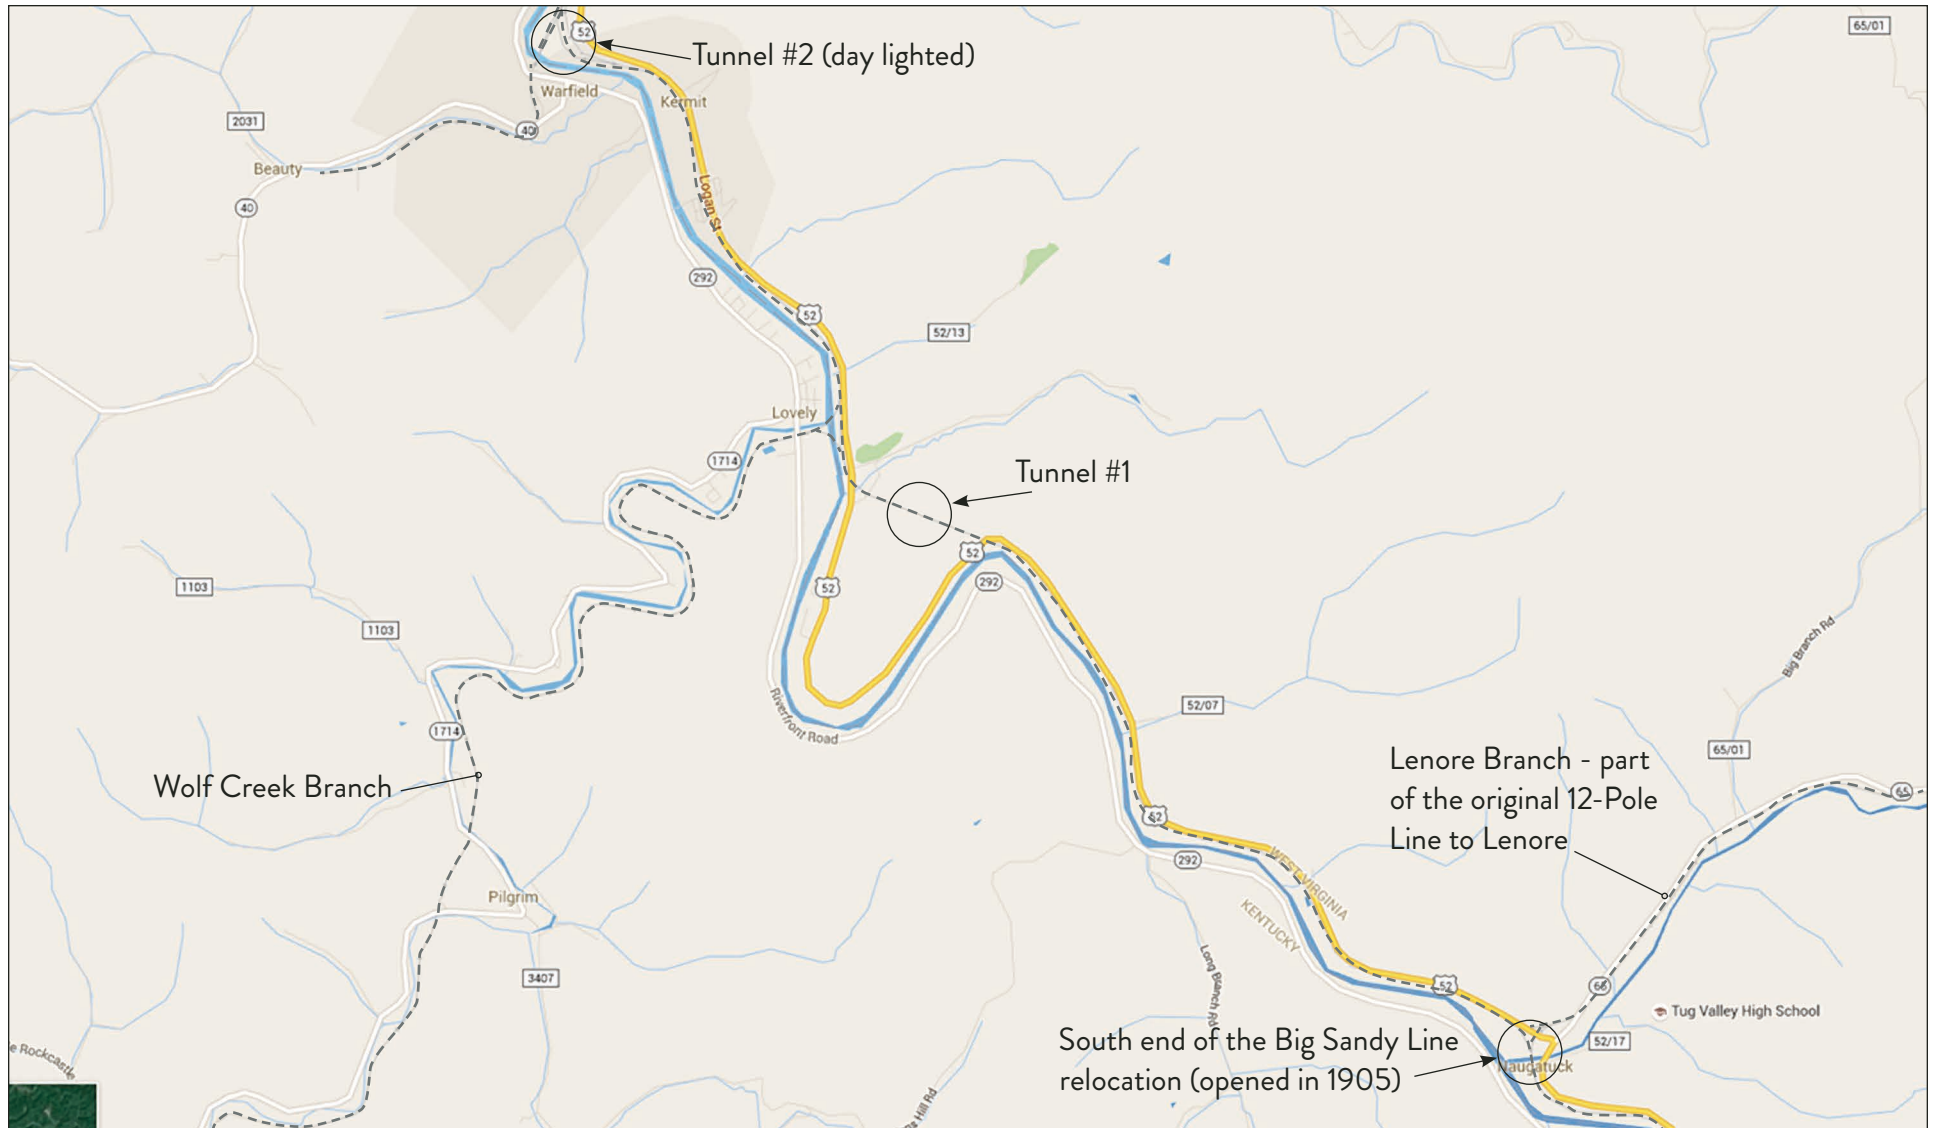 65/01
52
Tunnel #2 (day lighted)
Warfield
Kermit
2031
40
Beauty
40
Logan St
292
52
52/13
Lovely
1714
Tunnel #1
52
292
52
1103
1103
Riverfront Road
52/07
Big Branch Rd
1714
65/01
Wolf Creek Branch
Lenore Branch - part
of the original 12-Pole
Line to Lenore
65
52
292
WEST VIRGINIA
KENTUCKY
Pilgrim
3407
Long Branch Rd
52
Tug Valley High School
52/17
South end of the Big Sandy Line
relocation (opened in 1905)
Naugatuck
e Rockcastle
Hill Rd